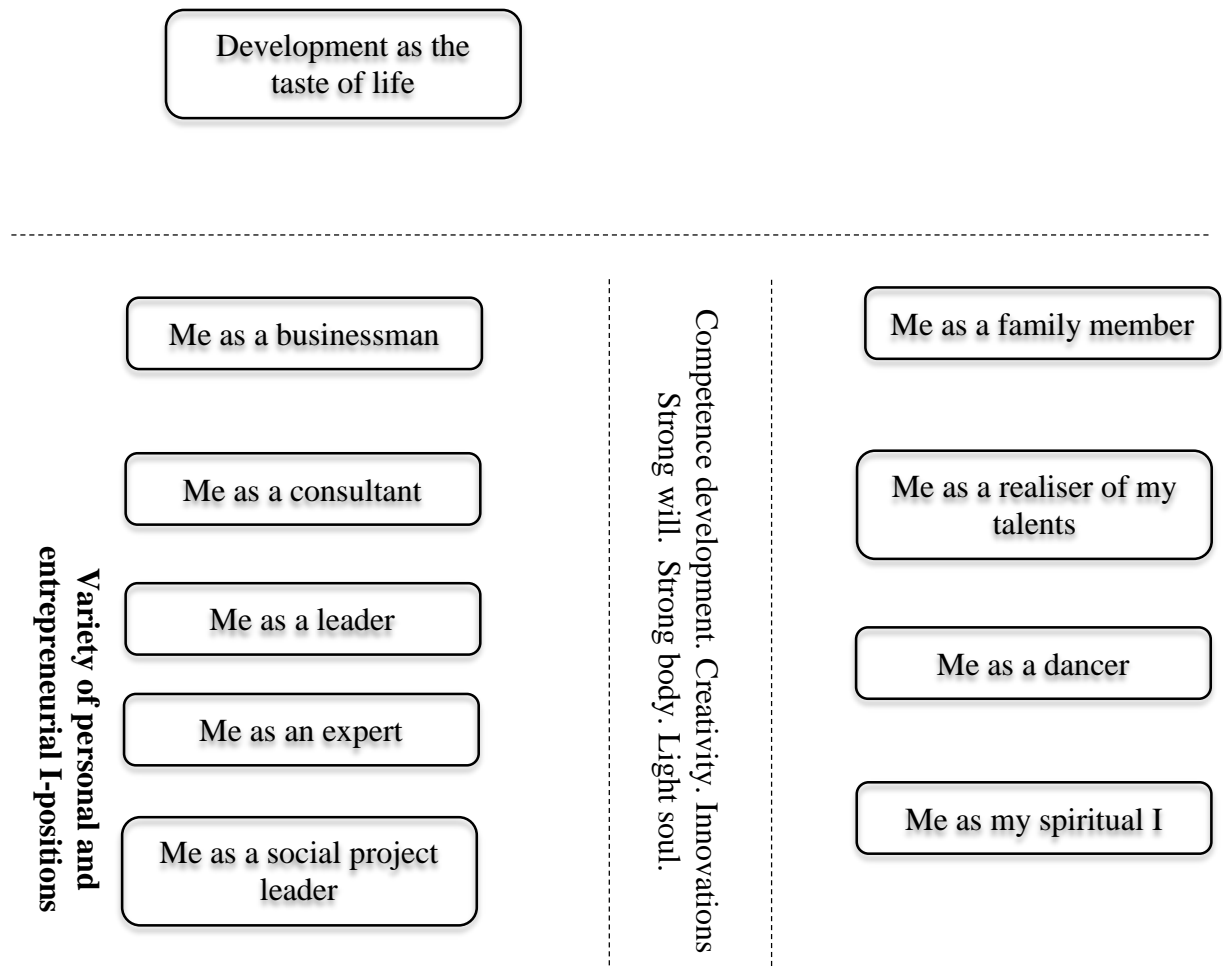 Development as the
taste of life
Variety of personal and
entrepreneurial I-positions
Me as a businessman
Me as a consultant
Me as a leader
Me as an expert
Me as a social project
leader
Competence development. Creativity. Innovations
Strong will.  Strong body. Light soul.
Me as a family member
Me as a realiser of my
talents
Me as a dancer
Me as my spiritual I